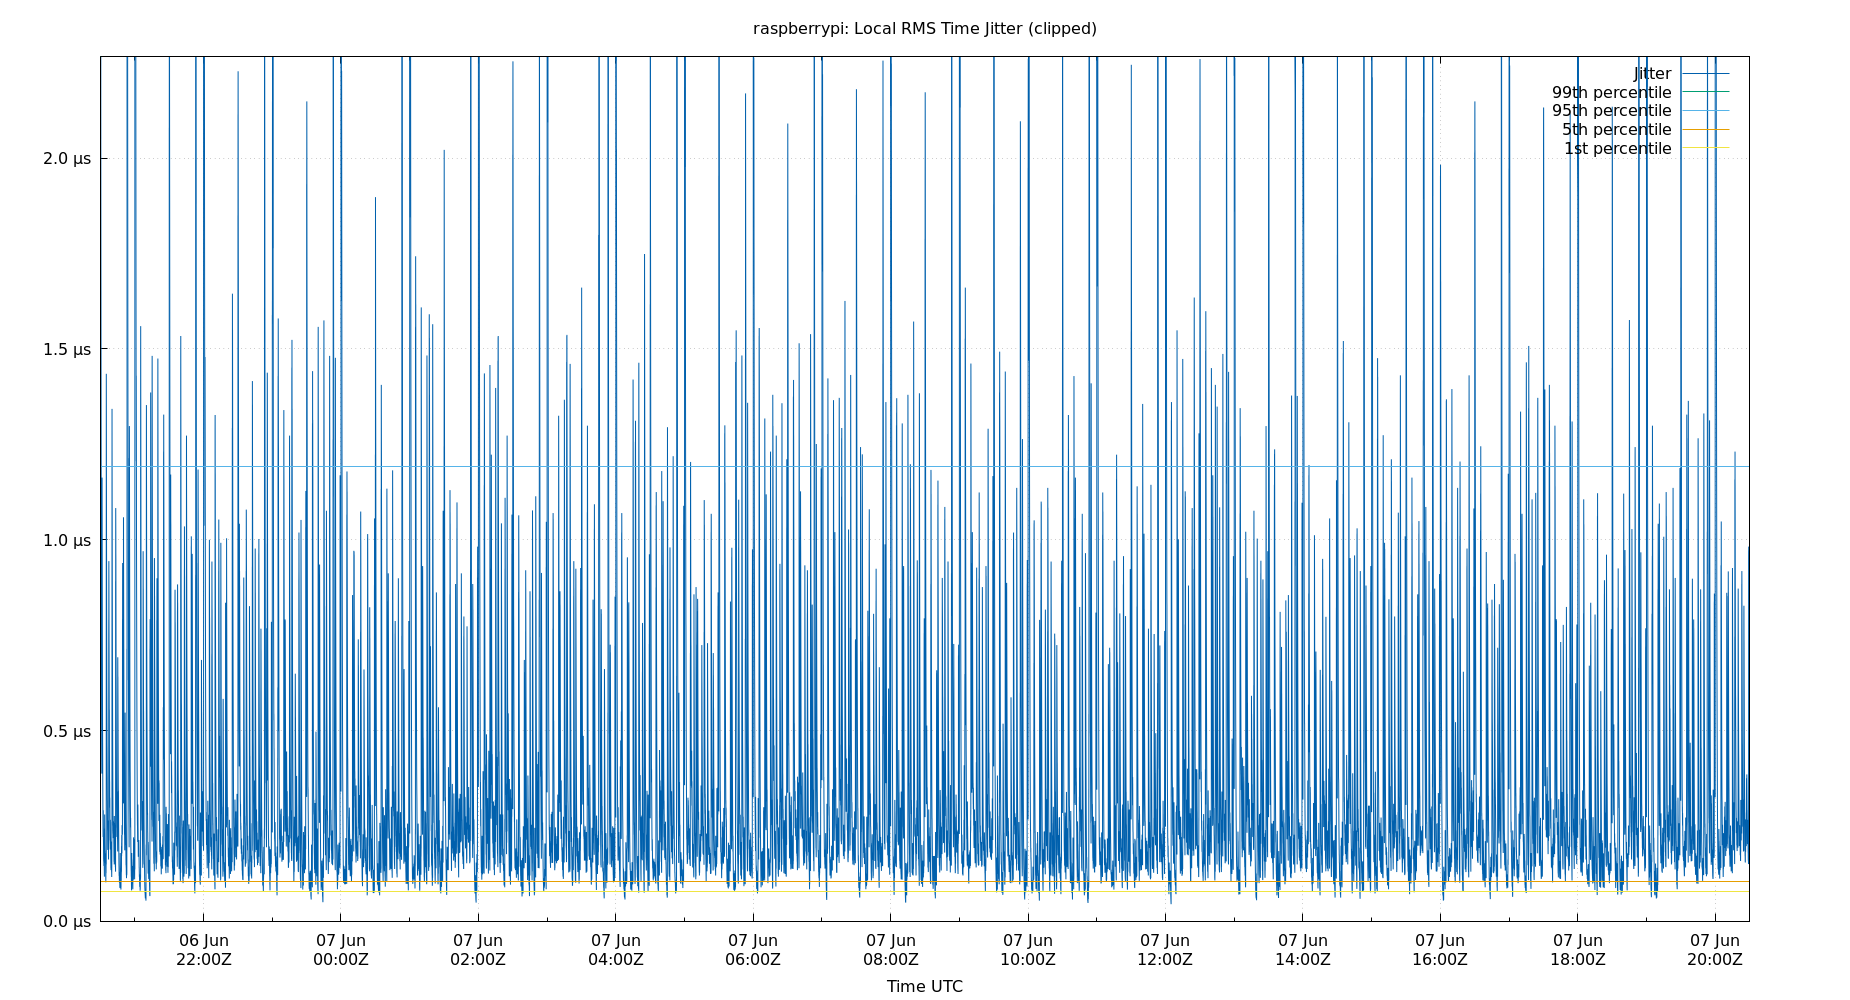 raspberrypi: Local RMS Time Jitter (clipped)
Jitter
99th percentile
95th percentile
5th percentile
1st percentile
2.0 µs
1.5 µs
1.0 µs
0.5 µs
0.0 µs
06 Jun 07 Jun 07 Jun 07 Jun 07 Jun 07 Jun 07 Jun 07 Jun 07 Jun 07 Jun 07 Jun 07 Jun
22:00Z 00:00Z 02:00Z 04:00Z 06:00Z 08:00Z 10:00Z 12:00Z 14:00Z 16:00Z 18:00Z 20:00Z
Time UTC